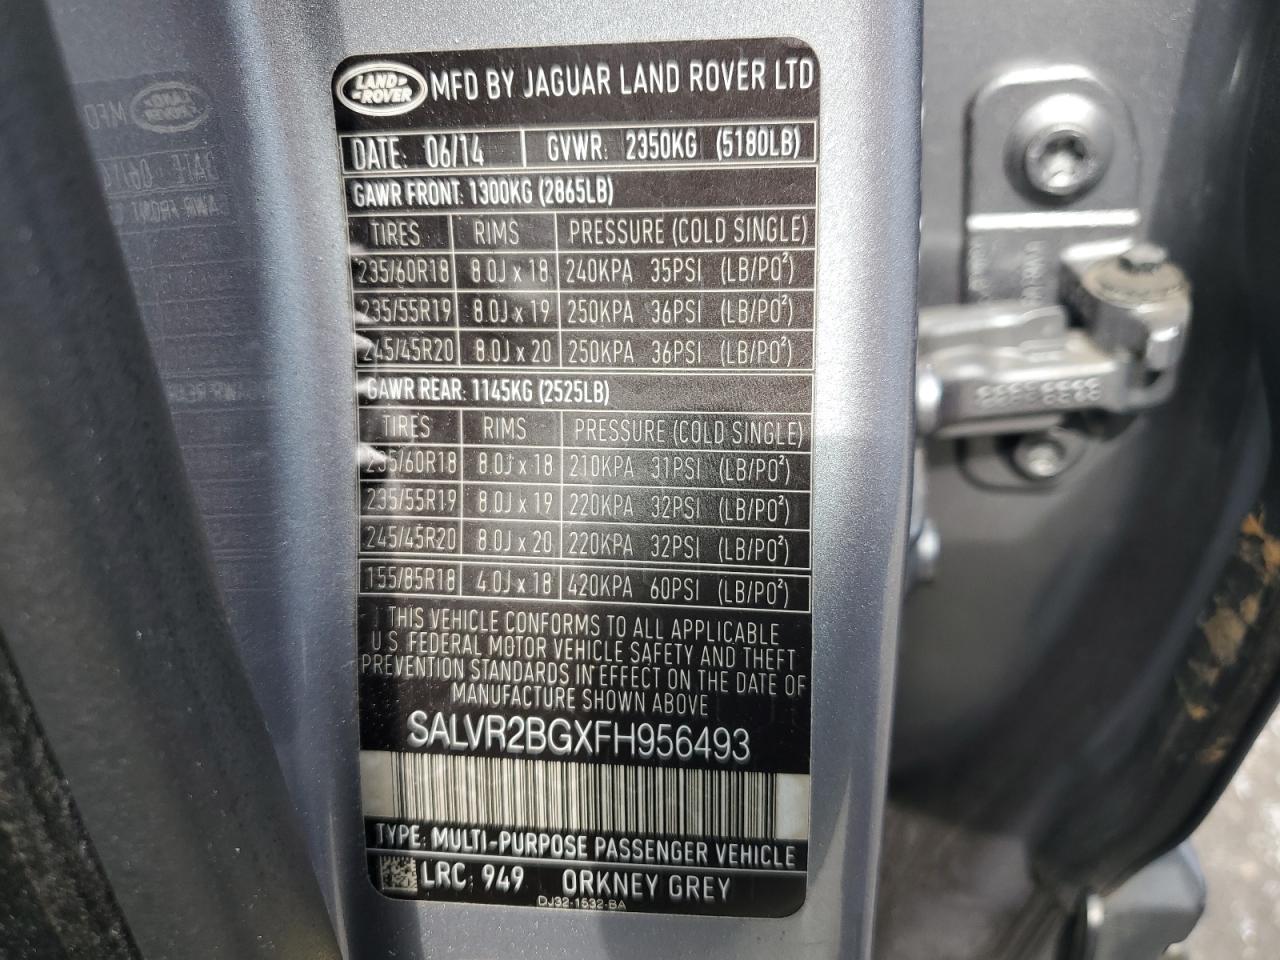 LAND ROVER MFD BY JAGUAR LAND ROVER LTD
DATE: 06/14 GVWR: 2350KG (5180LB)
GAWR FRONT: 1300KG (2865LB)
TIRES RIMS PRESSURE (COLD SINGLE)
235/60R18 8.0J x 18 240KPA 35PSI (LB/PO²)
235/55R19 8.0J x 19 250KPA 36PSI (LB/PO²)
245/45R20 8.0J x 20 250KPA 36PSI (LB/PO²)
GAWR REAR: 1145KG (2525LB)
TIRES RIMS PRESSURE (COLD SINGLE)
235/60R18 8.0J x 18 210KPA 31PSI (LB/PO²)
235/55R19 8.0J x 19 220KPA 32PSI (LB/PO²)
245/45R20 8.0J x 20 220KPA 32PSI (LB/PO²)
155/85R18 4.0J x 18 420KPA 60PSI (LB/PO²)
THIS VEHICLE CONFORMS TO ALL APPLICABLE
U.S. FEDERAL MOTOR VEHICLE SAFETY AND THEFT
PREVENTION STANDARDS IN EFFECT ON THE DATE OF
MANUFACTURE SHOWN ABOVE
SALVR2BGXFH956493
TYPE: MULTI-PURPOSE PASSENGER VEHICLE
LRC: 949 ORKNEY GREY
DJ32-1532-BA